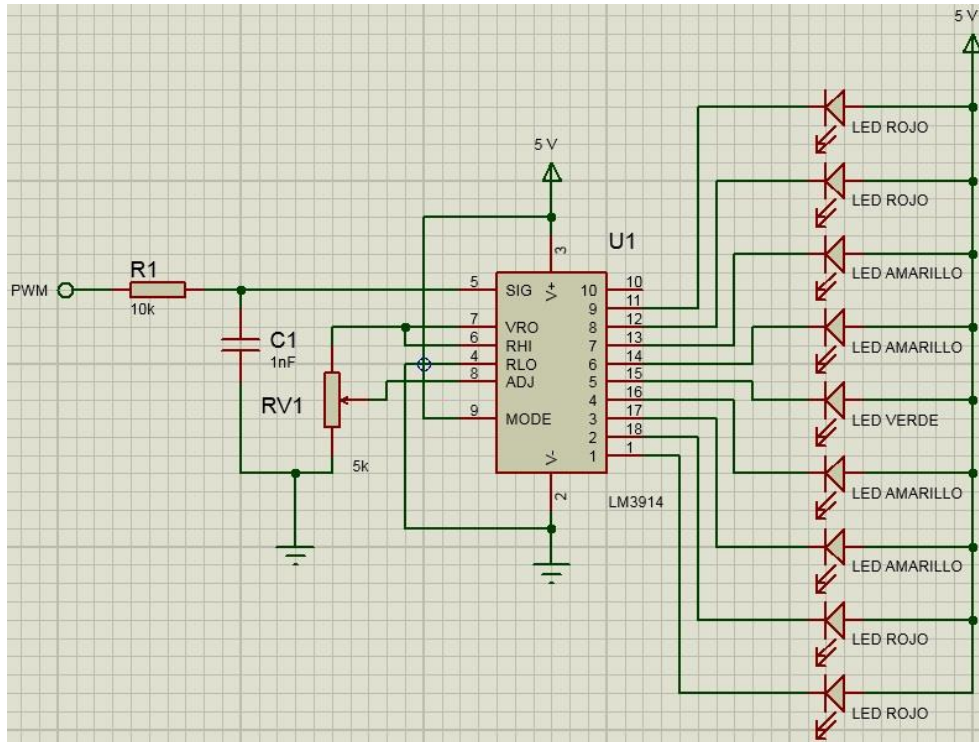 5 V
LED ROJO
LED ROJO
LED AMARILLO
LED AMARILLO
LED VERDE
LED AMARILLO
LED AMARILLO
LED ROJO
LED ROJO
5 V
PWM
R1
10k
C1
1nF
RV1
5k
U1
LM3914
3
V+
5 SIG
7 VRO
6 RHI
4 RLO
8 ADJ
9 MODE
10 10
9 11
8 12
7 13
6 14
5 15
4 16
3 17
2 18
1 1
V-
2